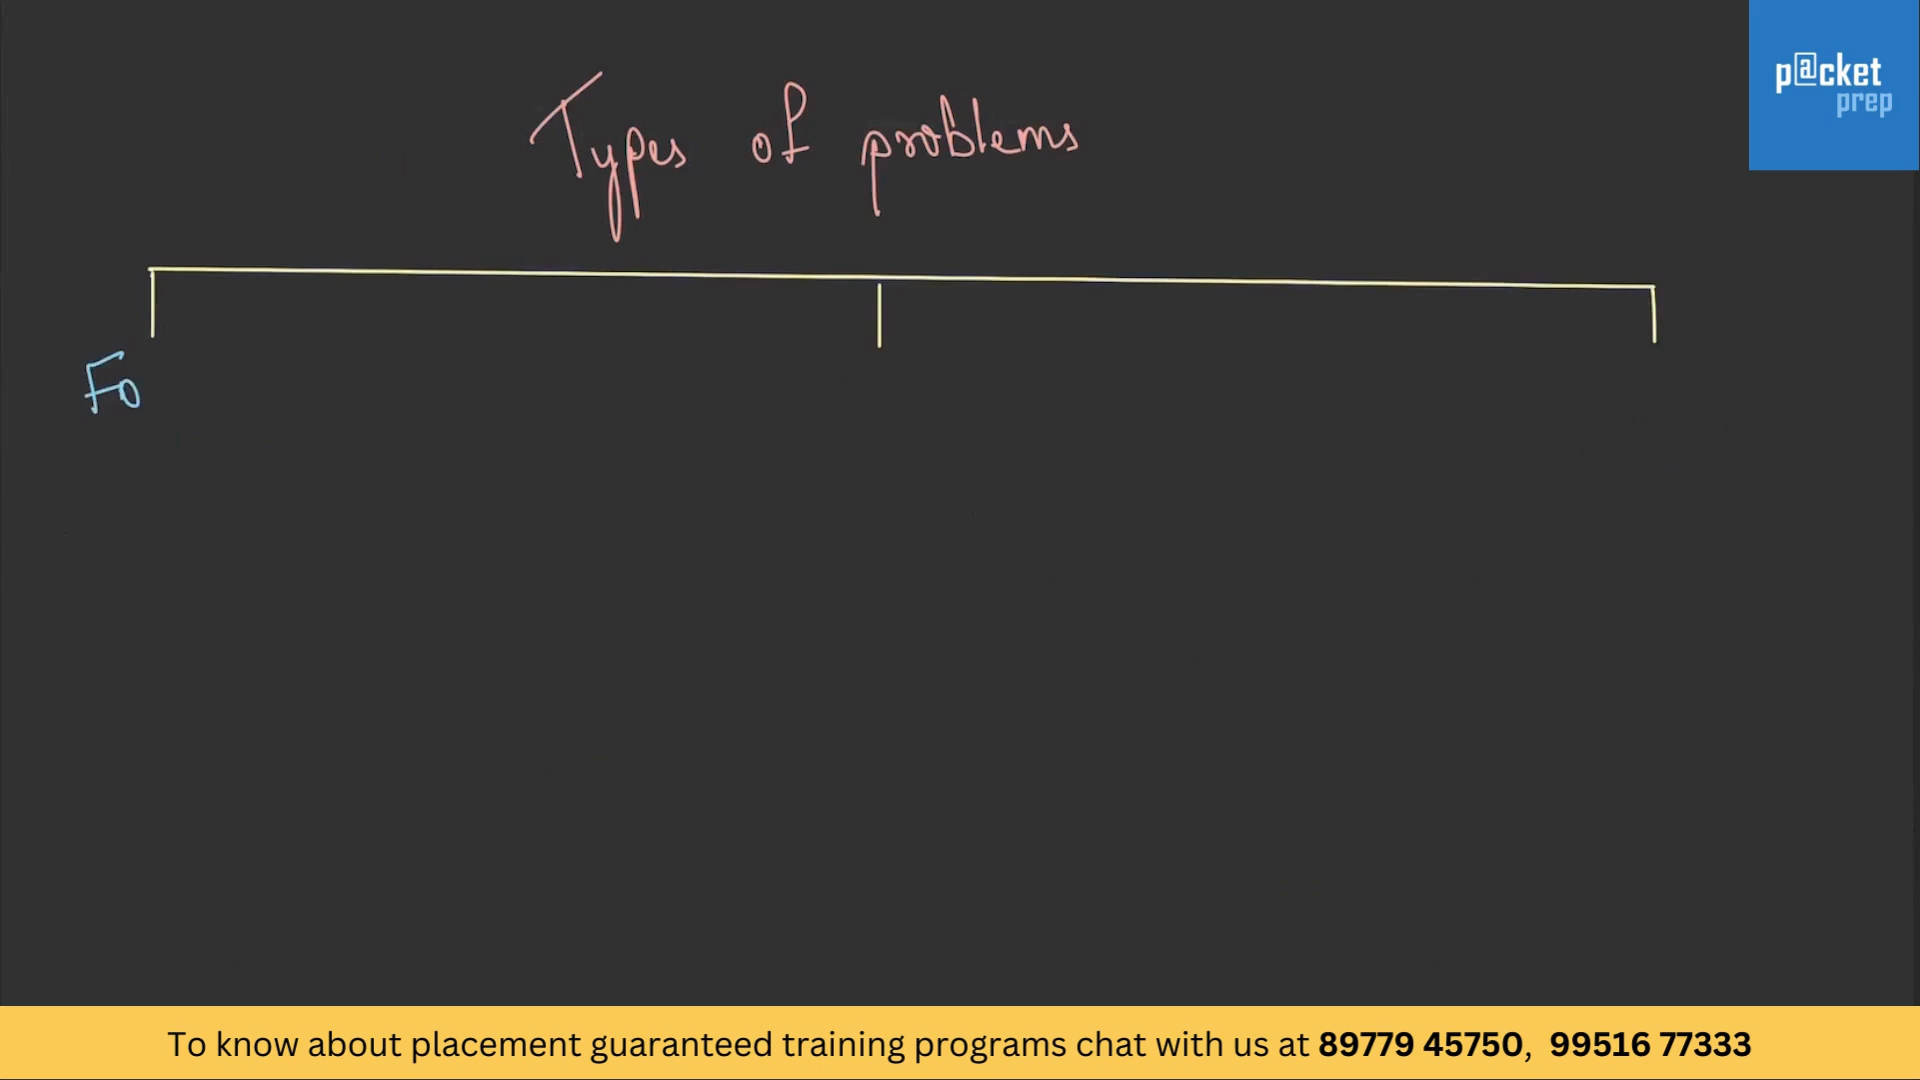 p@cket
prep
Types of problems
Fo
To know about placement guaranteed training programs chat with us at 89779 45750, 99516 77333